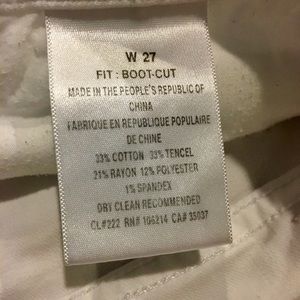 W 27
FIT: BOOT-CUT
MADE IN THE PEOPLE'S REPUBLIC OF
CHINA
FABRIQUE EN REPUBLIQUE POPULAIRE
DE CHINE
33% COTTON 33% TENCEL
21% RAYON 12% POLYESTER
1% SPANDEX
DRY CLEAN RECOMMENDED
CL#222 RN# 106214 CA# 35037